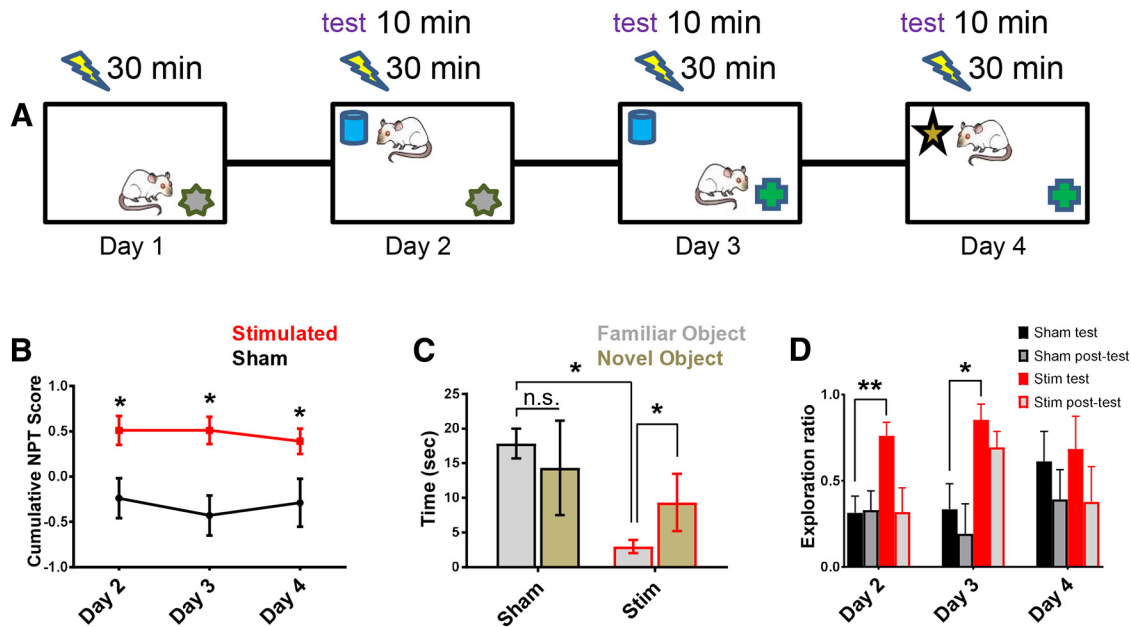 test 10 min
test 10 min
test 10 min
30 min
30 min
30 min
30 min
A
Day 1
Day 2
Day 3
Day 4
B
Stimulated
Sham
Cumulative NPT Score
1.0
0.5
0.0
-0.5
-1.0
*
*
*
Day 2
Day 3
Day 4
C
Familiar Object
Novel Object
Time (sec)
25
20
15
10
5
0
*
n.s.
*
Sham
Stim
D
Sham test
Sham post-test
Stim test
Stim post-test
Exploration ratio
1.0
0.5
0.0
**
*
Day 2
Day 3
Day 4